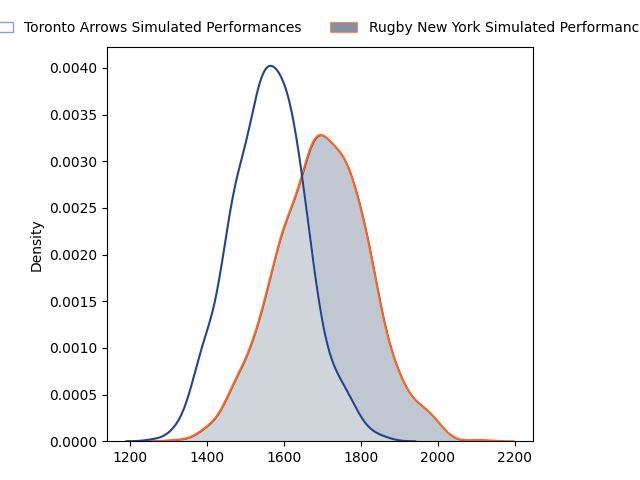 Toronto Arrows Simulated Performances
Rugby New York Simulated Performanc
0.0040
0.0035
0.0030
0.0025
0.0020
0.0015
0.0010
0.0005
0.0000
Density
1200 1400 1600 1800 2000 2200